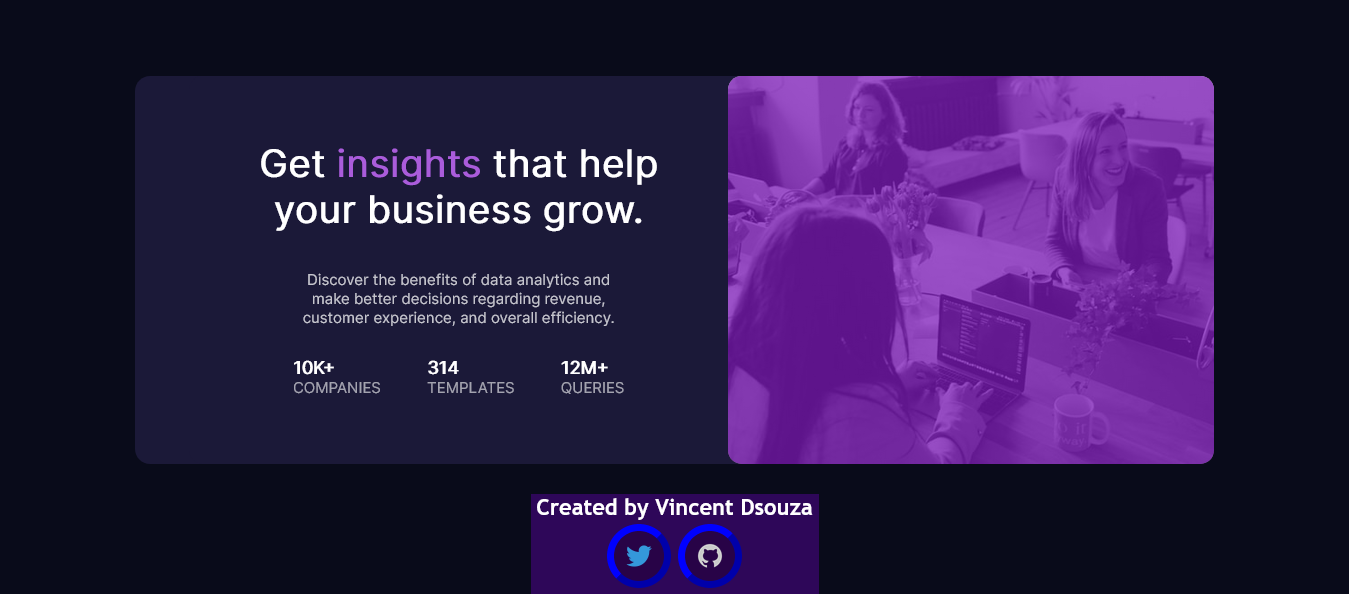 Get insights that help
your business grow.
Discover the benefits of data analytics and
make better decisions regarding revenue,
customer experience, and overall efficiency.
10K+ 314 12M+
COMPANIES TEMPLATES QUERIES
Created by Vincent Dsouza